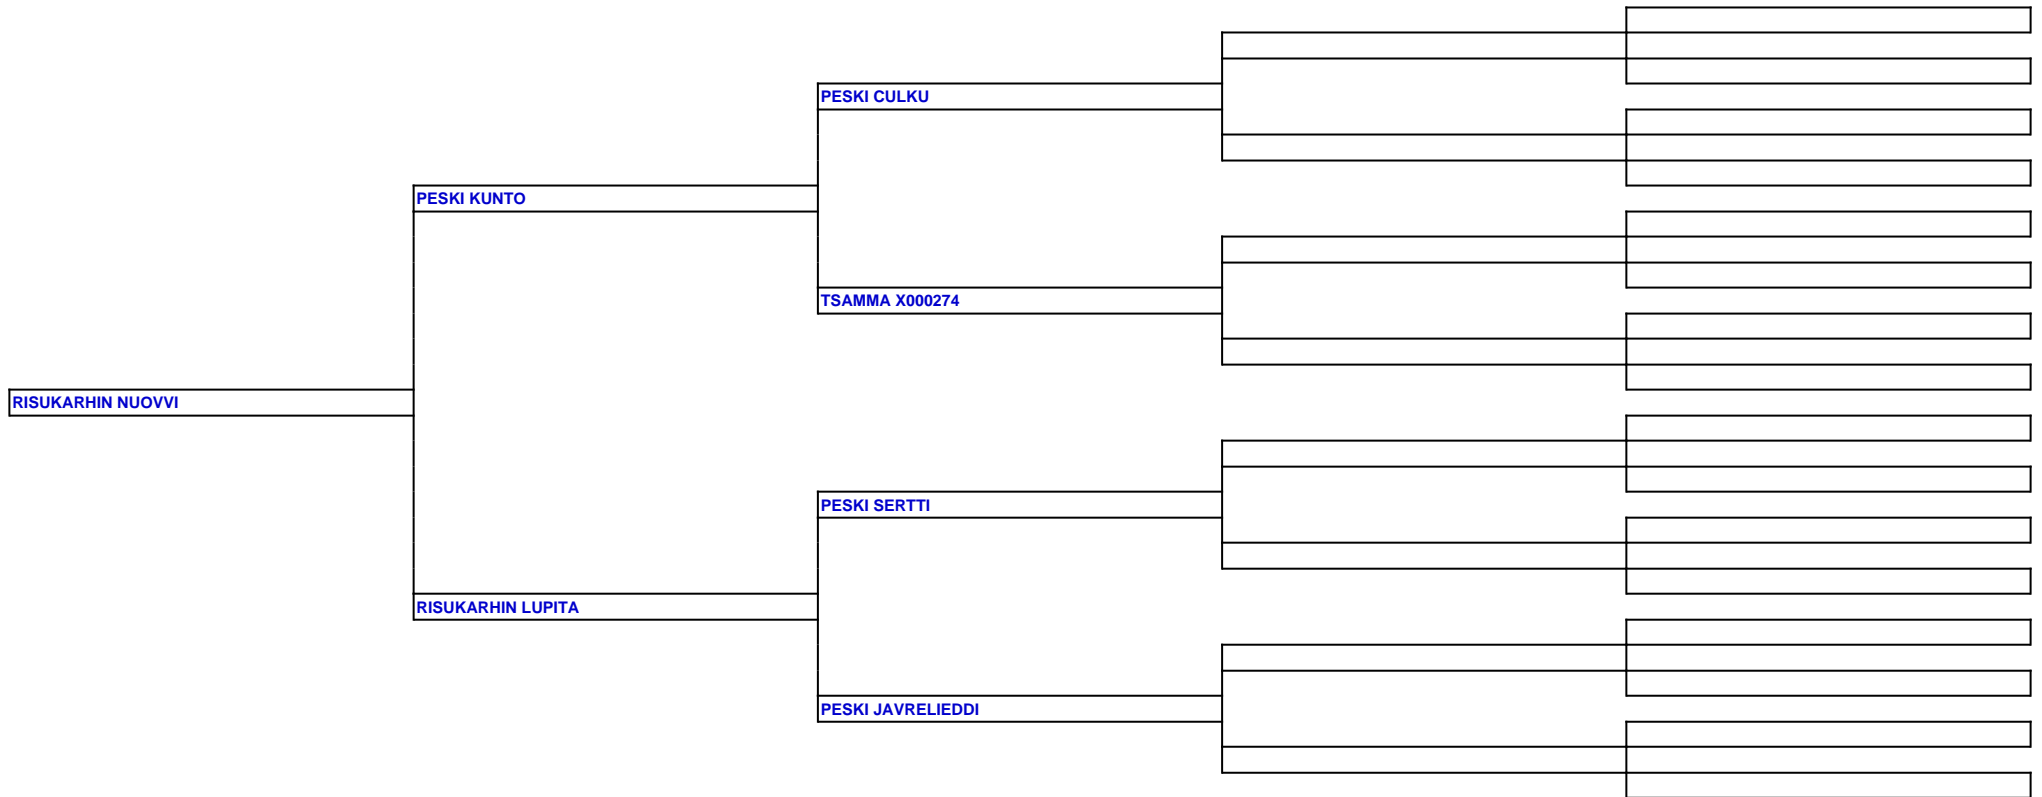 PESKI CULKU
PESKI KUNTO
TSAMMA X000274
RISUKARHIN NUOVVI
PESKI SERTTI
RISUKARHIN LUPITA
PESKI JAVRELIEDDI